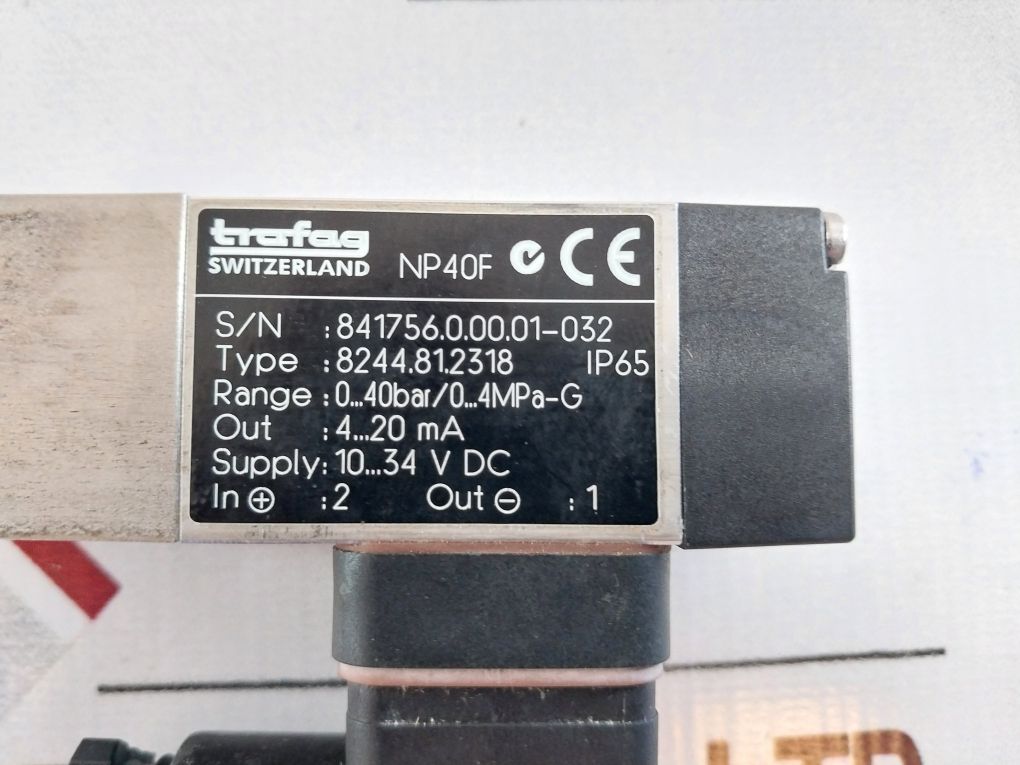 trafag
SWITZERLAND NP40F CE
S/N :841756.0.00.01-032
Type :8244.81.2318 IP65
Range :0...40bar/0...4MPa-G
Out :4...20 mA
Supply:10...34 V DC
In ⊕ :2 Out ⊖ :1
LTD